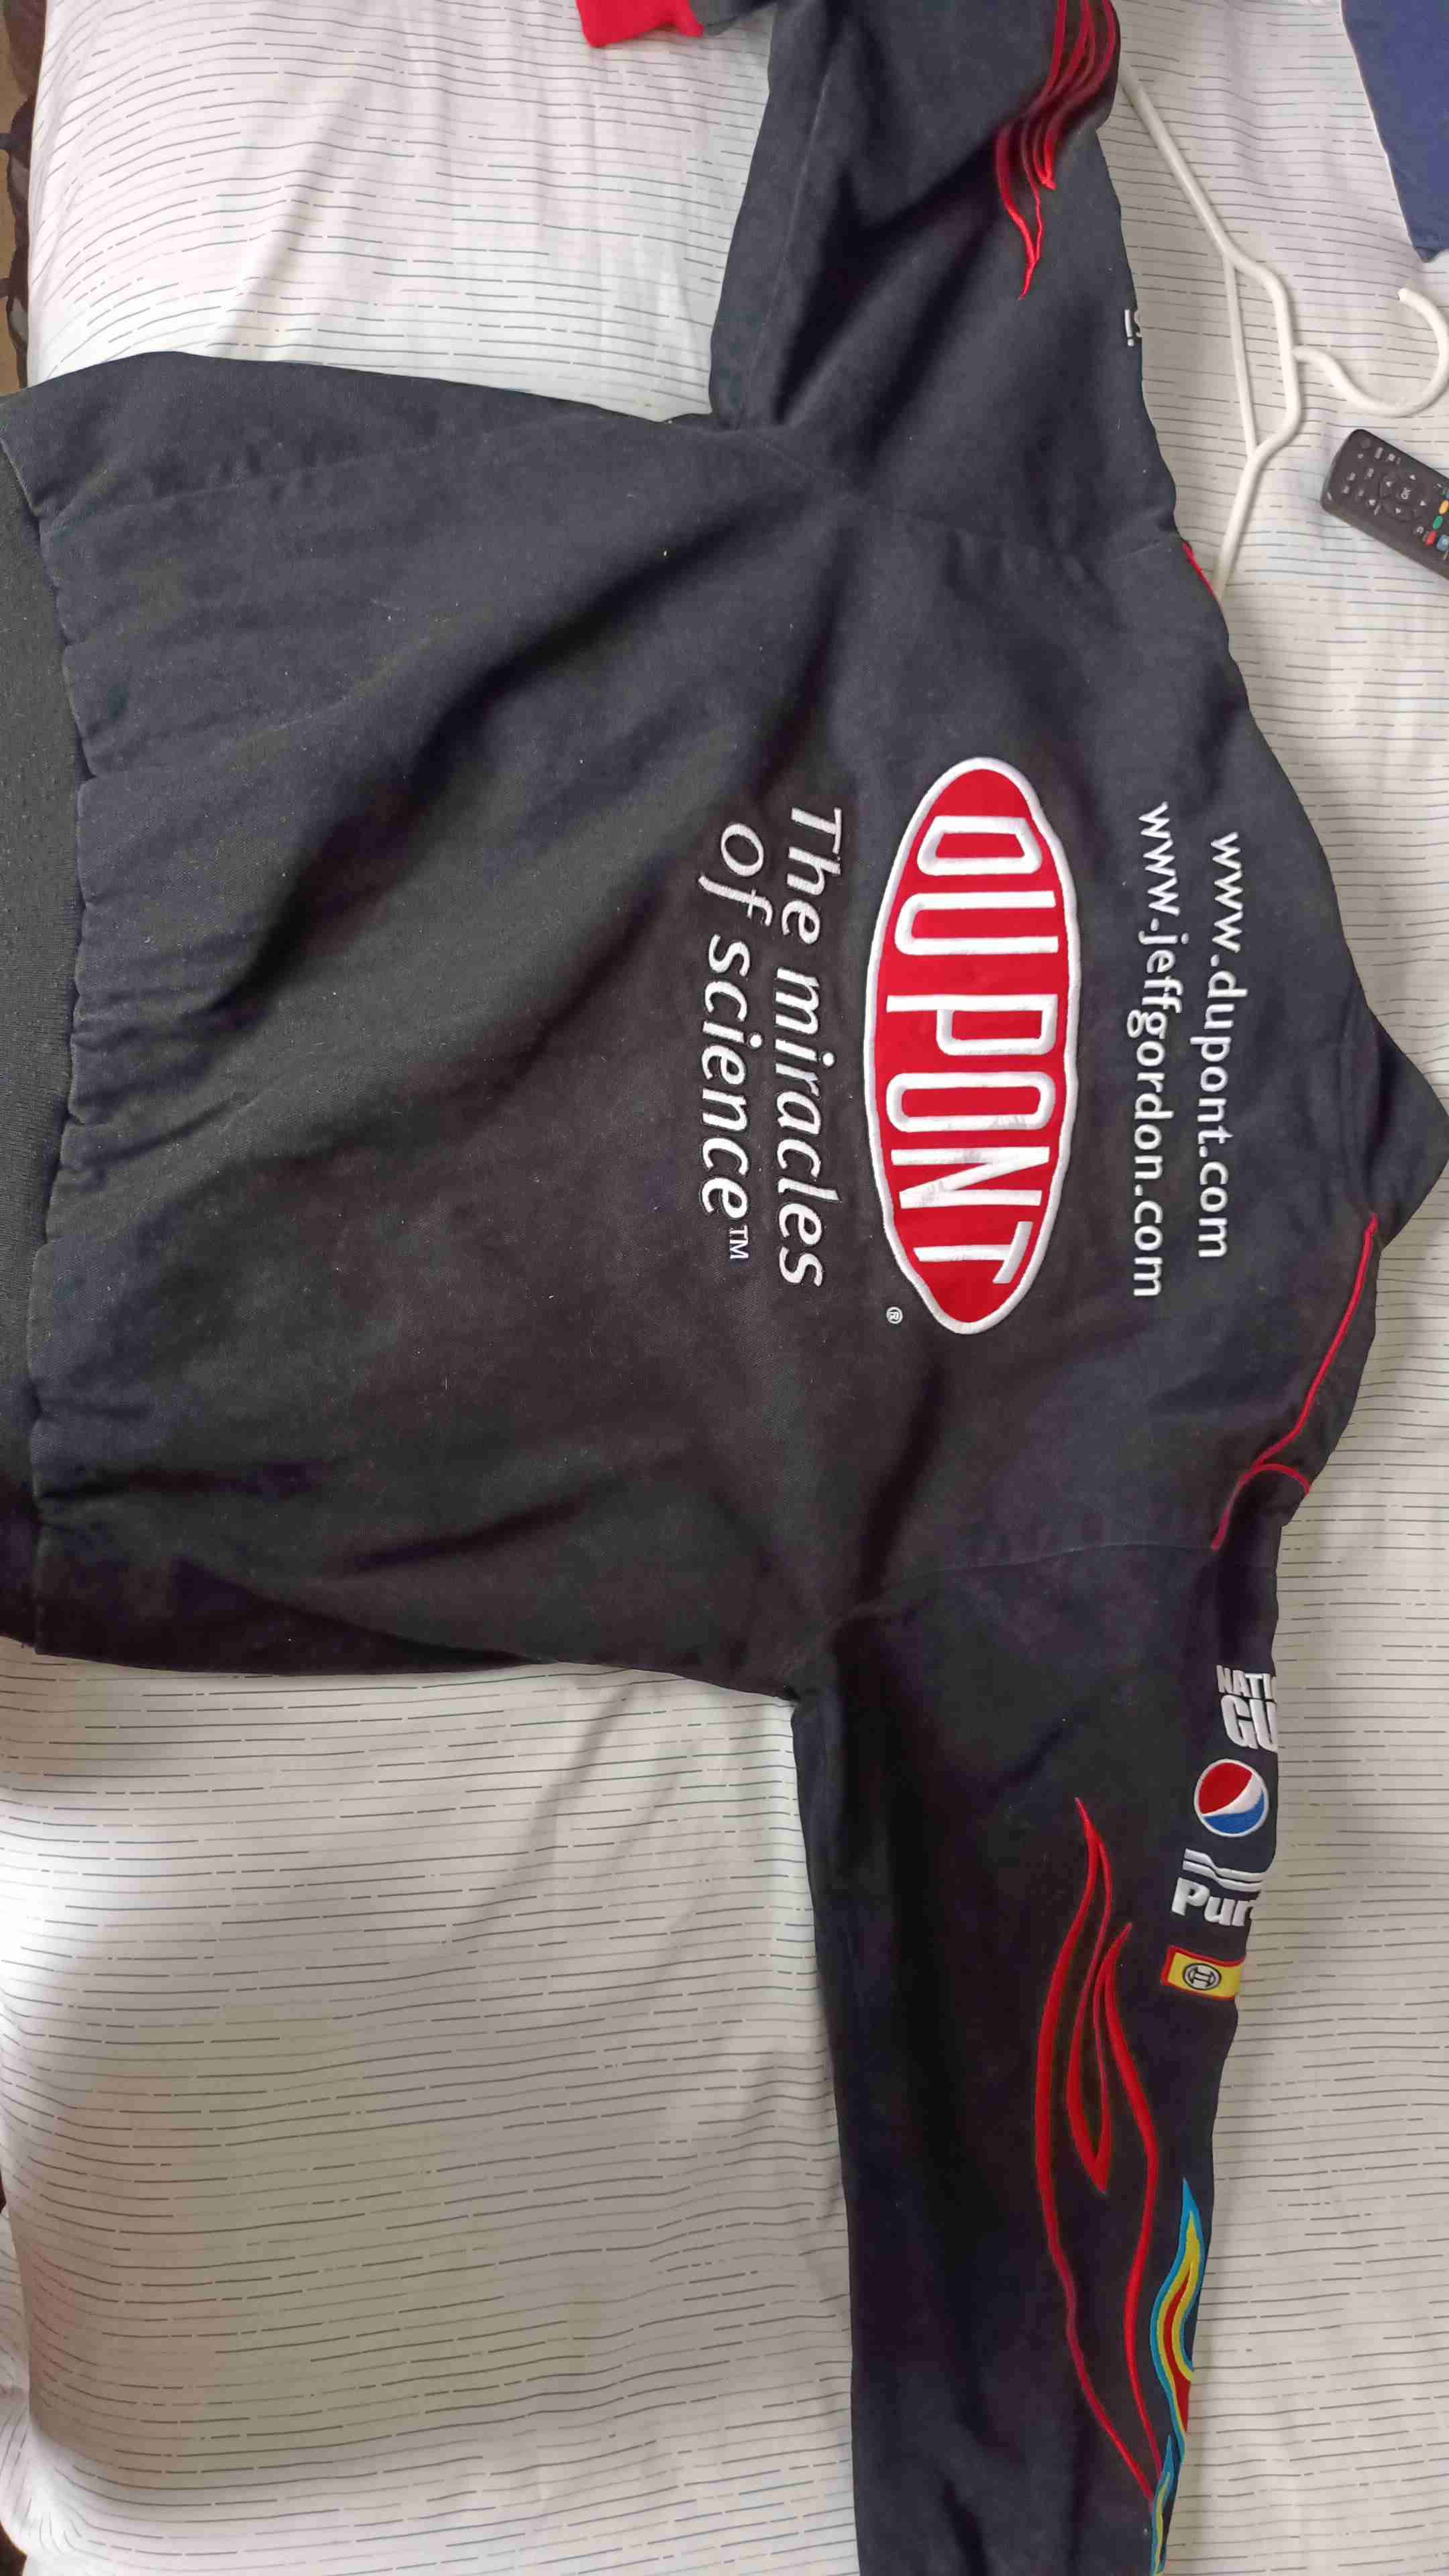 www.dupont.com
www.jeffgordon.com
DUPONT
®
The miracles
of science™